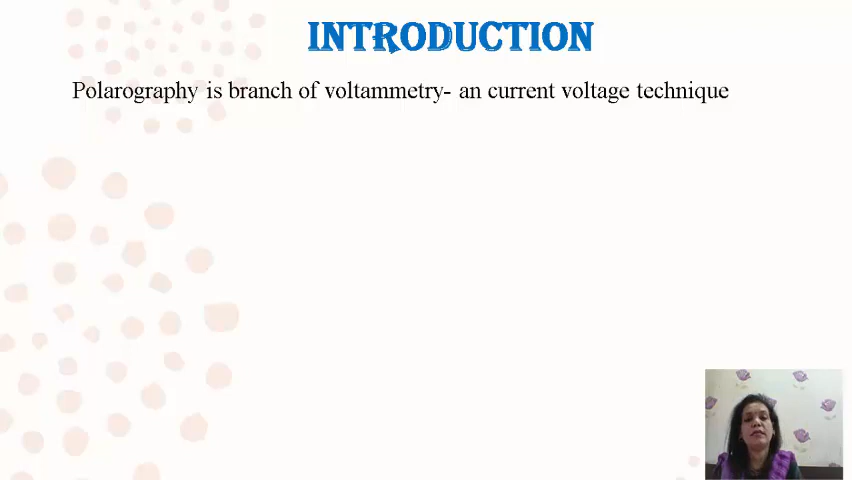 INTRODUCTION
Polarography is branch of voltammetry- an current voltage technique